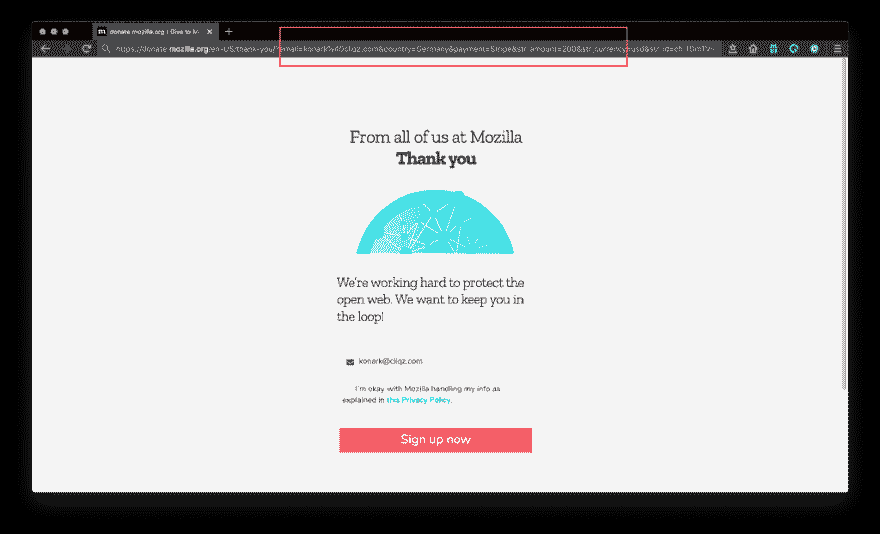 donate.mozilla.org | Give to M
https://donate.mozilla.org/en-US/thank-you/?email=konark%40cliqz.com&country=Germany&payment=Stripe&str_amount=200&str_currency=usd&str_id=ch_
From all of us at Mozilla
Thank you
We're working hard to protect the
open web. We want to keep you in
the loop!
konark@cliqz.com
I'm okay with Mozilla handling my info as
explained in this Privacy Policy.
Sign up now